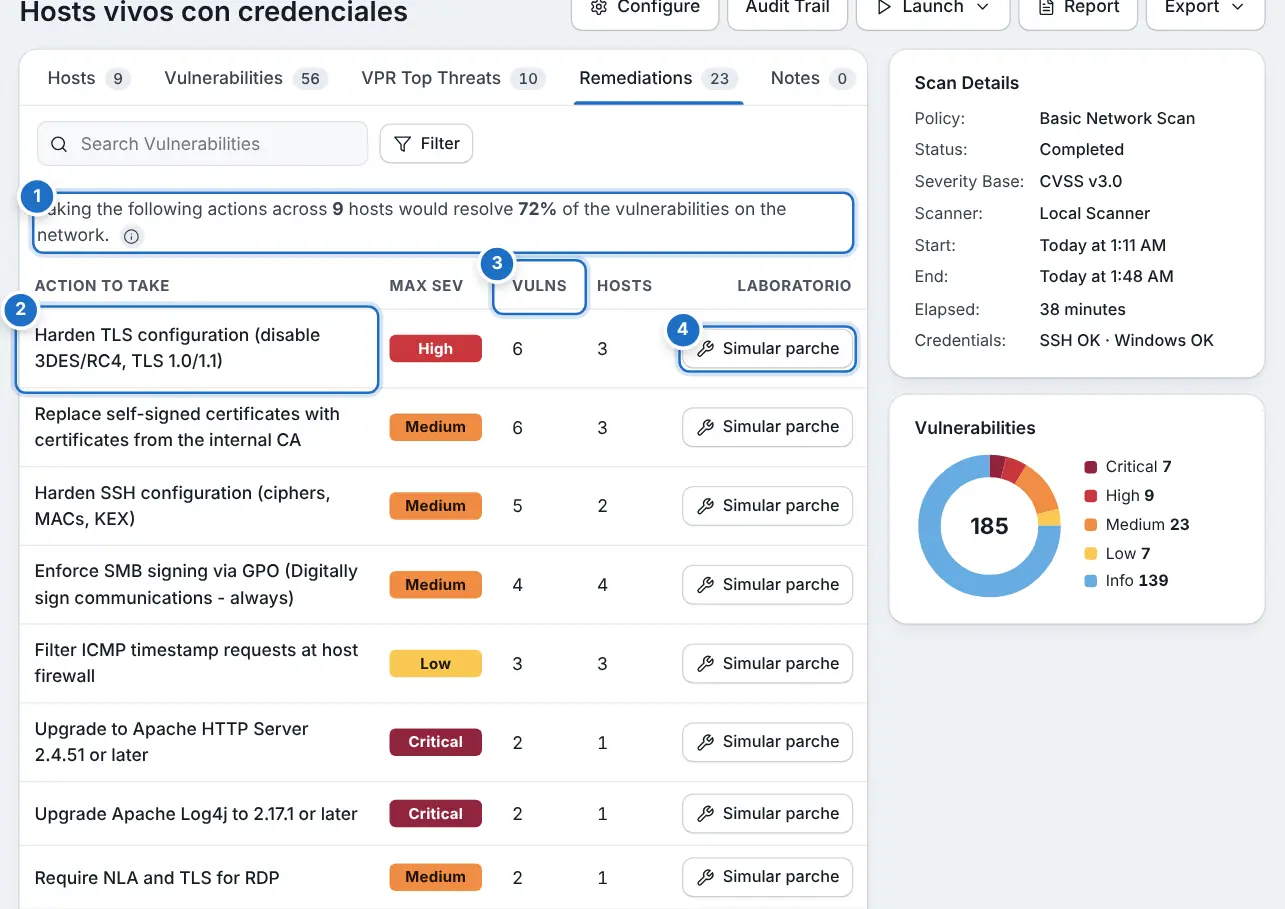 Hosts vivos con credenciales
Configure
Audit Trail
Launch
Report
Export
Hosts 9
Vulnerabilities 56
VPR Top Threats 10
Remediations 23
Notes 0
Search Vulnerabilities
Filter
1
aking the following actions across 9 hosts would resolve 72% of the vulnerabilities on the
network.
3
ACTION TO TAKE MAX SEV VULNS HOSTS LABORATORIO
2
Harden TLS configuration (disable
3DES/RC4, TLS 1.0/1.1)
High 6 3
4
Simular parche
Replace self-signed certificates with
certificates from the internal CA
Medium 6 3 Simular parche
Harden SSH configuration (ciphers,
MACs, KEX)
Medium 5 2 Simular parche
Enforce SMB signing via GPO (Digitally
sign communications - always)
Medium 4 4 Simular parche
Filter ICMP timestamp requests at host
firewall
Low 3 3 Simular parche
Upgrade to Apache HTTP Server
2.4.51 or later
Critical 2 1 Simular parche
Upgrade Apache Log4j to 2.17.1 or later Critical 2 1 Simular parche
Require NLA and TLS for RDP Medium 2 1 Simular parche
Scan Details
Policy: Basic Network Scan
Status: Completed
Severity Base: CVSS v3.0
Scanner: Local Scanner
Start: Today at 1:11 AM
End: Today at 1:48 AM
Elapsed: 38 minutes
Credentials: SSH OK · Windows OK
Vulnerabilities
185
Critical 7
High 9
Medium 23
Low 7
Info 139